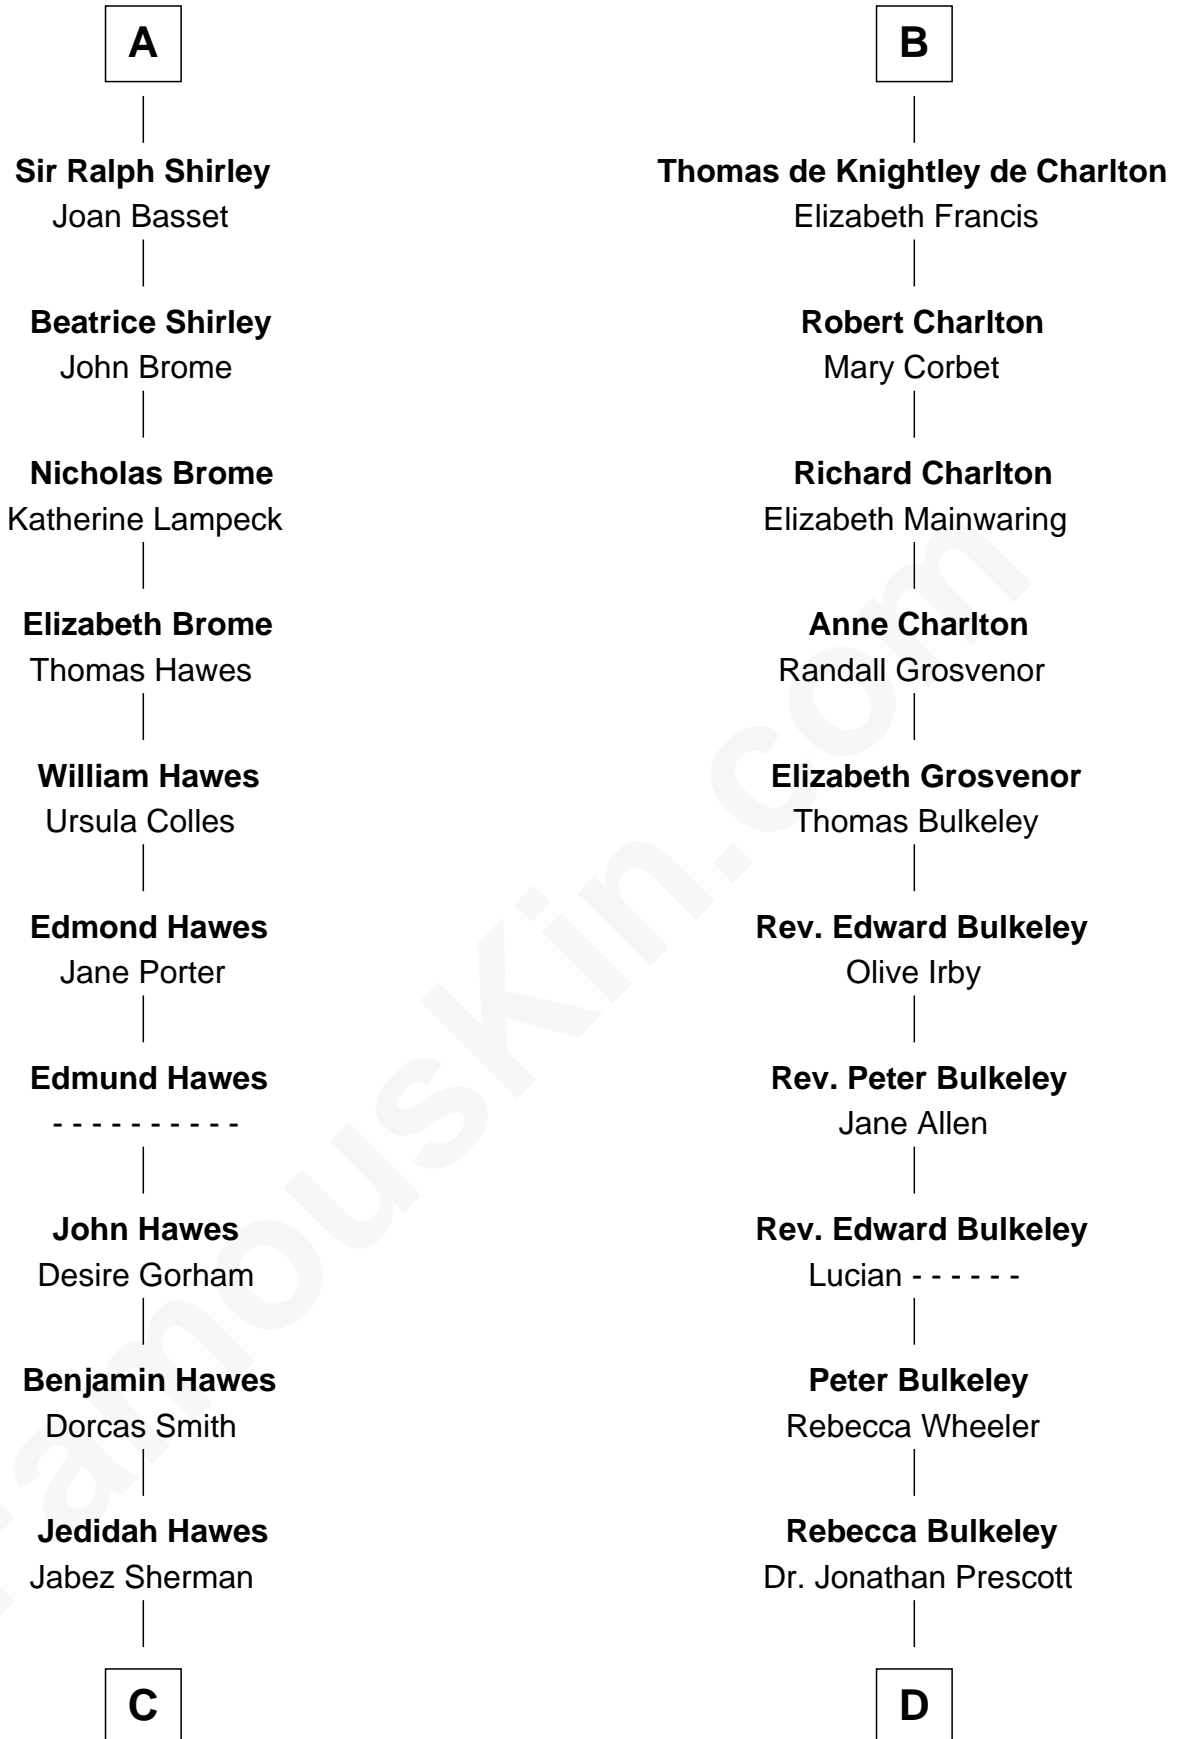 A
Sir Ralph Shirley
Joan Basset
Beatrice Shirley
John Brome
Nicholas Brome
Katherine Lampeck
Elizabeth Brome
Thomas Hawes
William Hawes
Ursula Colles
Edmond Hawes
Jane Porter
Edmund Hawes
- - - - - - - - - -
John Hawes
Desire Gorham
Benjamin Hawes
Dorcas Smith
Jedidah Hawes
Jabez Sherman
C
B
Thomas de Knightley de Charlton
Elizabeth Francis
Robert Charlton
Mary Corbet
Richard Charlton
Elizabeth Mainwaring
Anne Charlton
Randall Grosvenor
Elizabeth Grosvenor
Thomas Bulkeley
Rev. Edward Bulkeley
Olive Irby
Rev. Peter Bulkeley
Jane Allen
Rev. Edward Bulkeley
Lucian - - - - - -
Peter Bulkeley
Rebecca Wheeler
Rebecca Bulkeley
Dr. Jonathan Prescott
D
FamousKin.com